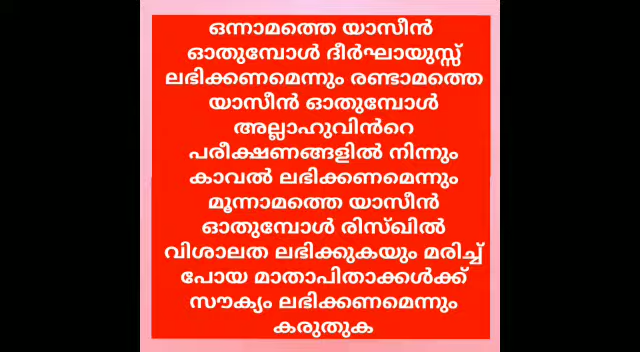 ഒന്നാമത്തെ യാസീൻ
ഓതുമ്പോൾ ദീർഘായുസ്സ്
ലഭിക്കണമെന്നും രണ്ടാമത്തെ
യാസീൻ ഓതുമ്പോൾ
അല്ലാഹുവിൻറെ
പരീക്ഷണങ്ങളിൽ നിന്നും
കാവൽ ലഭിക്കണമെന്നും
മൂന്നാമത്തെ യാസീൻ
ഓതുമ്പോൾ രിസ്ഖിൽ
വിശാലത ലഭിക്കുകയും മരിച്ച്
പോയ മാതാപിതാക്കൾക്ക്
സൗക്യം ലഭിക്കണമെന്നും
കരുതുക